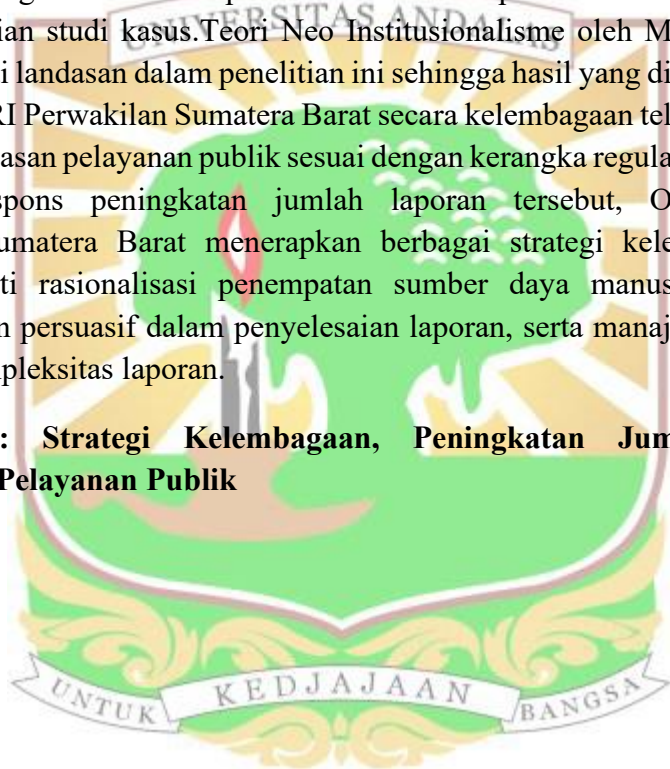 UNIVERSITAS ANDALAS
ian studi kasus.Teori Neo Institusionalisme oleh M
i landasan dalam penelitian ini sehingga hasil yang di
RI Perwakilan Sumatera Barat secara kelembagaan tel
asan pelayanan publik sesuai dengan kerangka regula
spons peningkatan jumlah laporan tersebut, O
umatera Barat menerapkan berbagai strategi kele
ti rasionalisasi penempatan sumber daya manus
n persuasif dalam penyelesaian laporan, serta manaj
pleksitas laporan.
: Strategi Kelembagaan, Peningkatan Jum
Pelayanan Publik
UNTUK KEDJAJAAN BANGSA